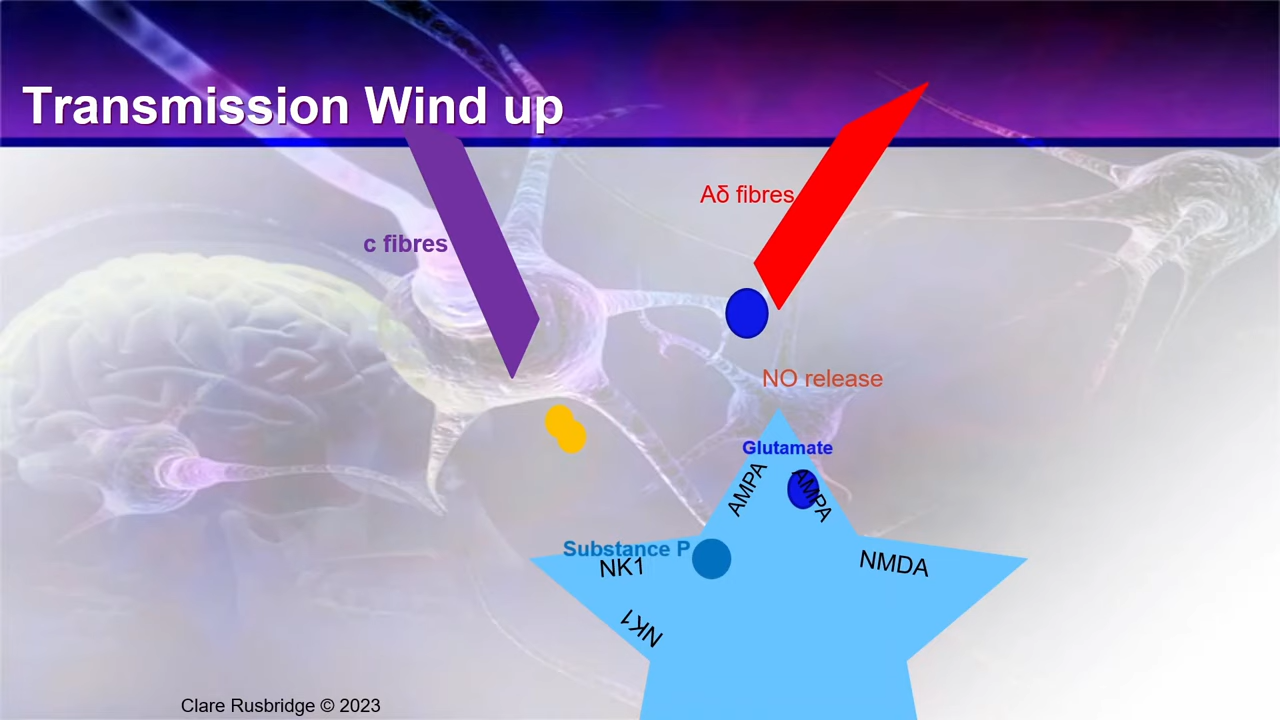 Transmission Wind up
Aδ fibres
c fibres
NO release
Glutamate
AMPA
AMPA
Substance P
NK1
NMDA
NK1
Clare Rusbridge © 2023